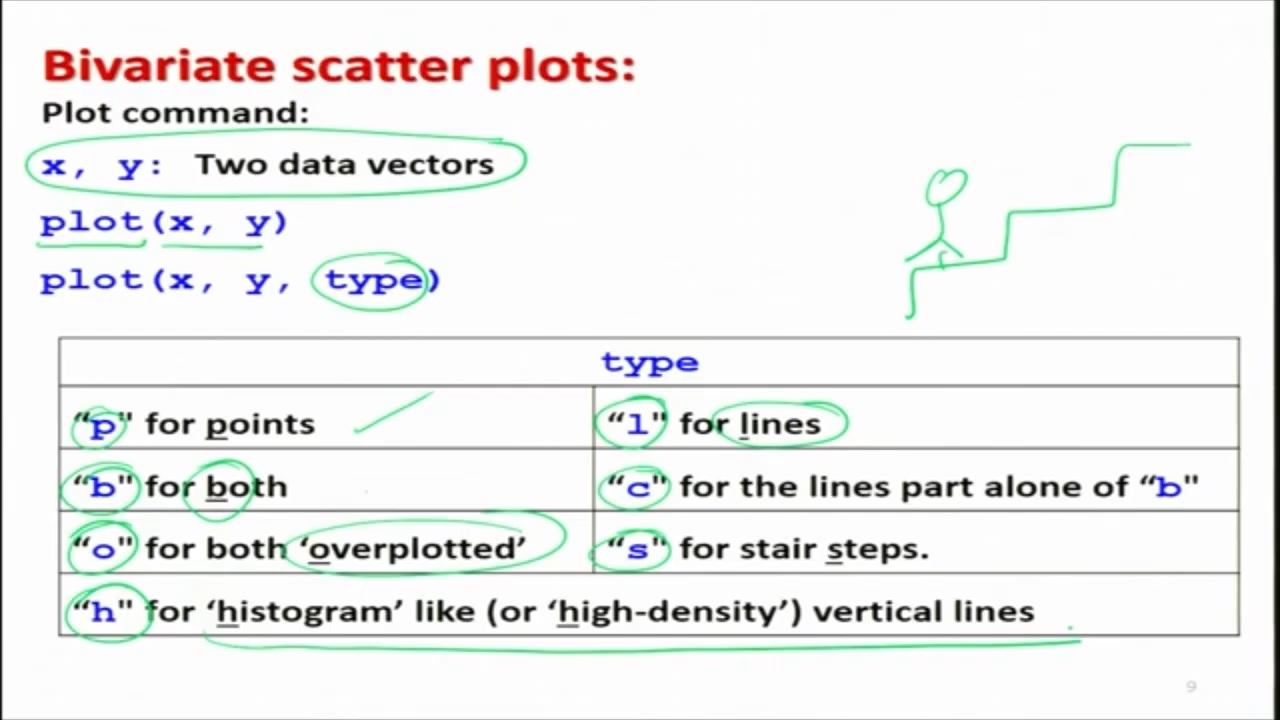 Bivariate scatter plots:
Plot command:
x, y: Two data vectors
plot(x, y)
plot(x, y, type)
type
“p" for points
“l" for lines
“b" for both
“c" for the lines part alone of “b"
“o" for both ‘overplotted’
“s" for stair steps.
“h" for ‘histogram’ like (or ‘high-density’) vertical lines
9